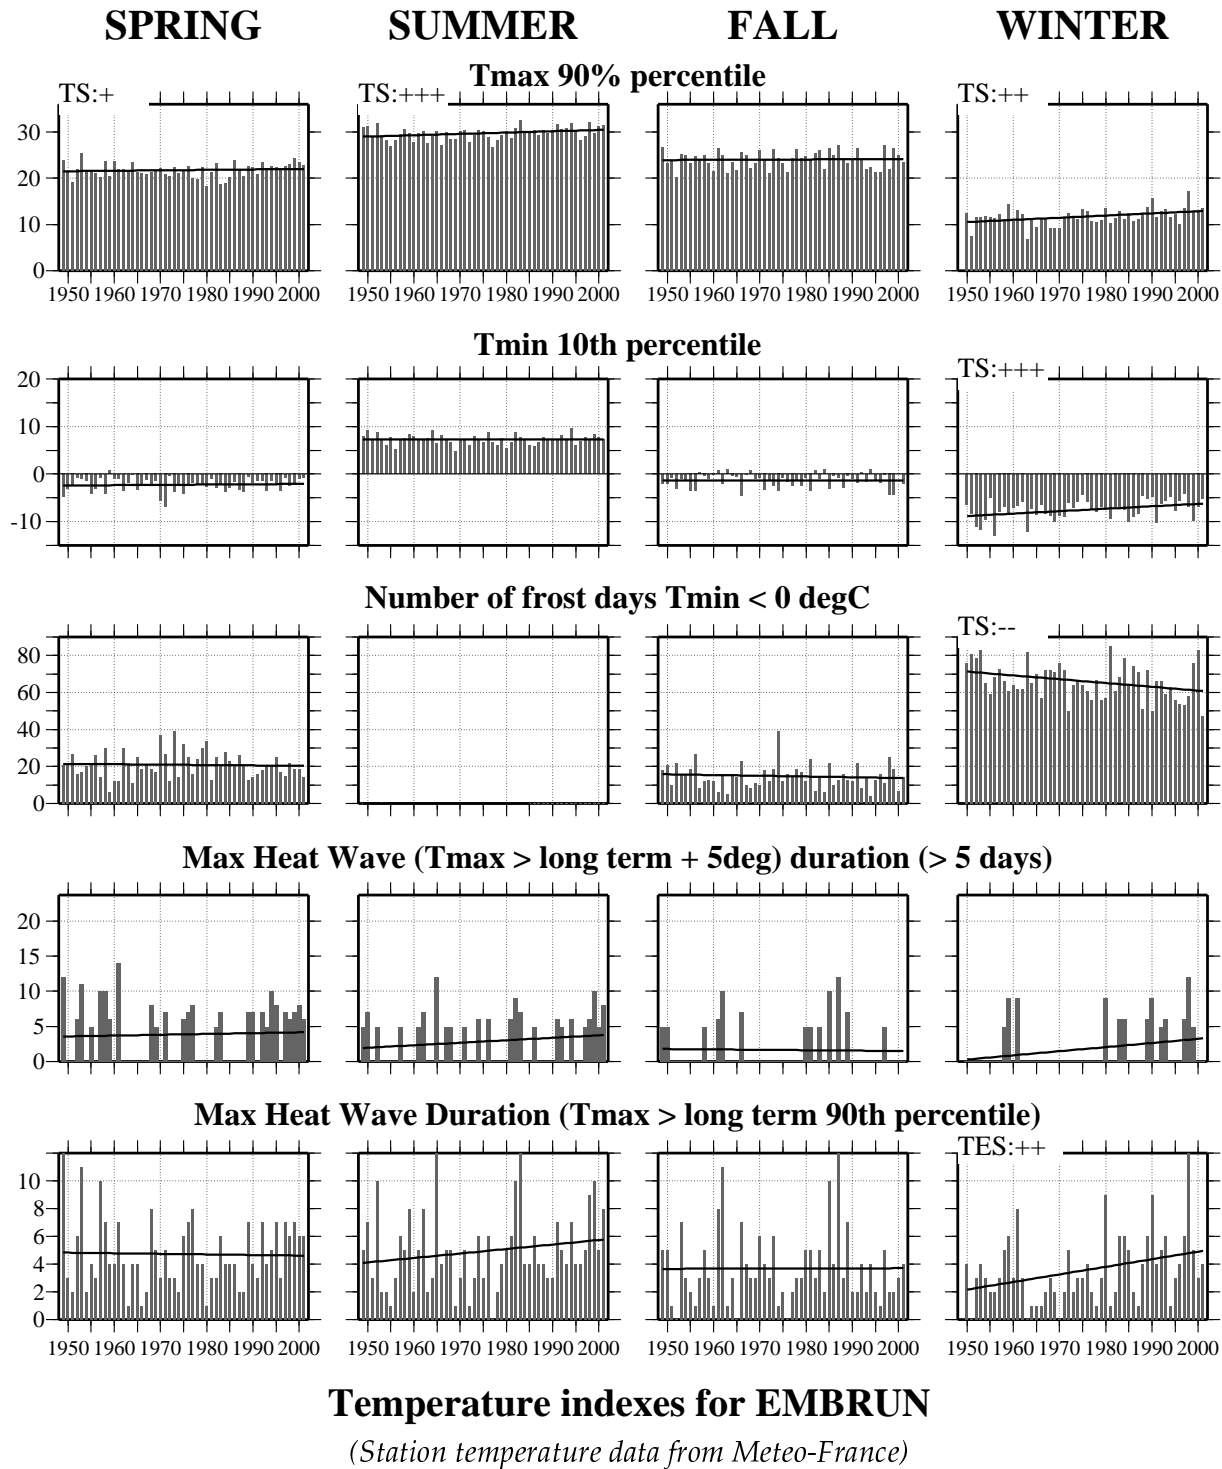 SPRING SUMMER FALL WINTER
Tmax 90% percentile
TS:+ TS:+++ TS:++
30
20
10
0
1950 1960 1970 1980 1990 2000 1950 1960 1970 1980 1990 2000 1950 1960 1970 1980 1990 2000 1950 1960 1970 1980 1990 2000
Tmin 10th percentile
TS:+++
20
10
0
-10
Number of frost days Tmin < 0 degC
TS:--
80
60
40
20
0
Max Heat Wave (Tmax > long term + 5deg) duration (> 5 days)
20
15
10
5
0
Max Heat Wave Duration (Tmax > long term 90th percentile)
TES:++
10
8
6
4
2
0
1950 1960 1970 1980 1990 2000 1950 1960 1970 1980 1990 2000 1950 1960 1970 1980 1990 2000 1950 1960 1970 1980 1990 2000
Temperature indexes for EMBRUN
(Station temperature data from Meteo-France)